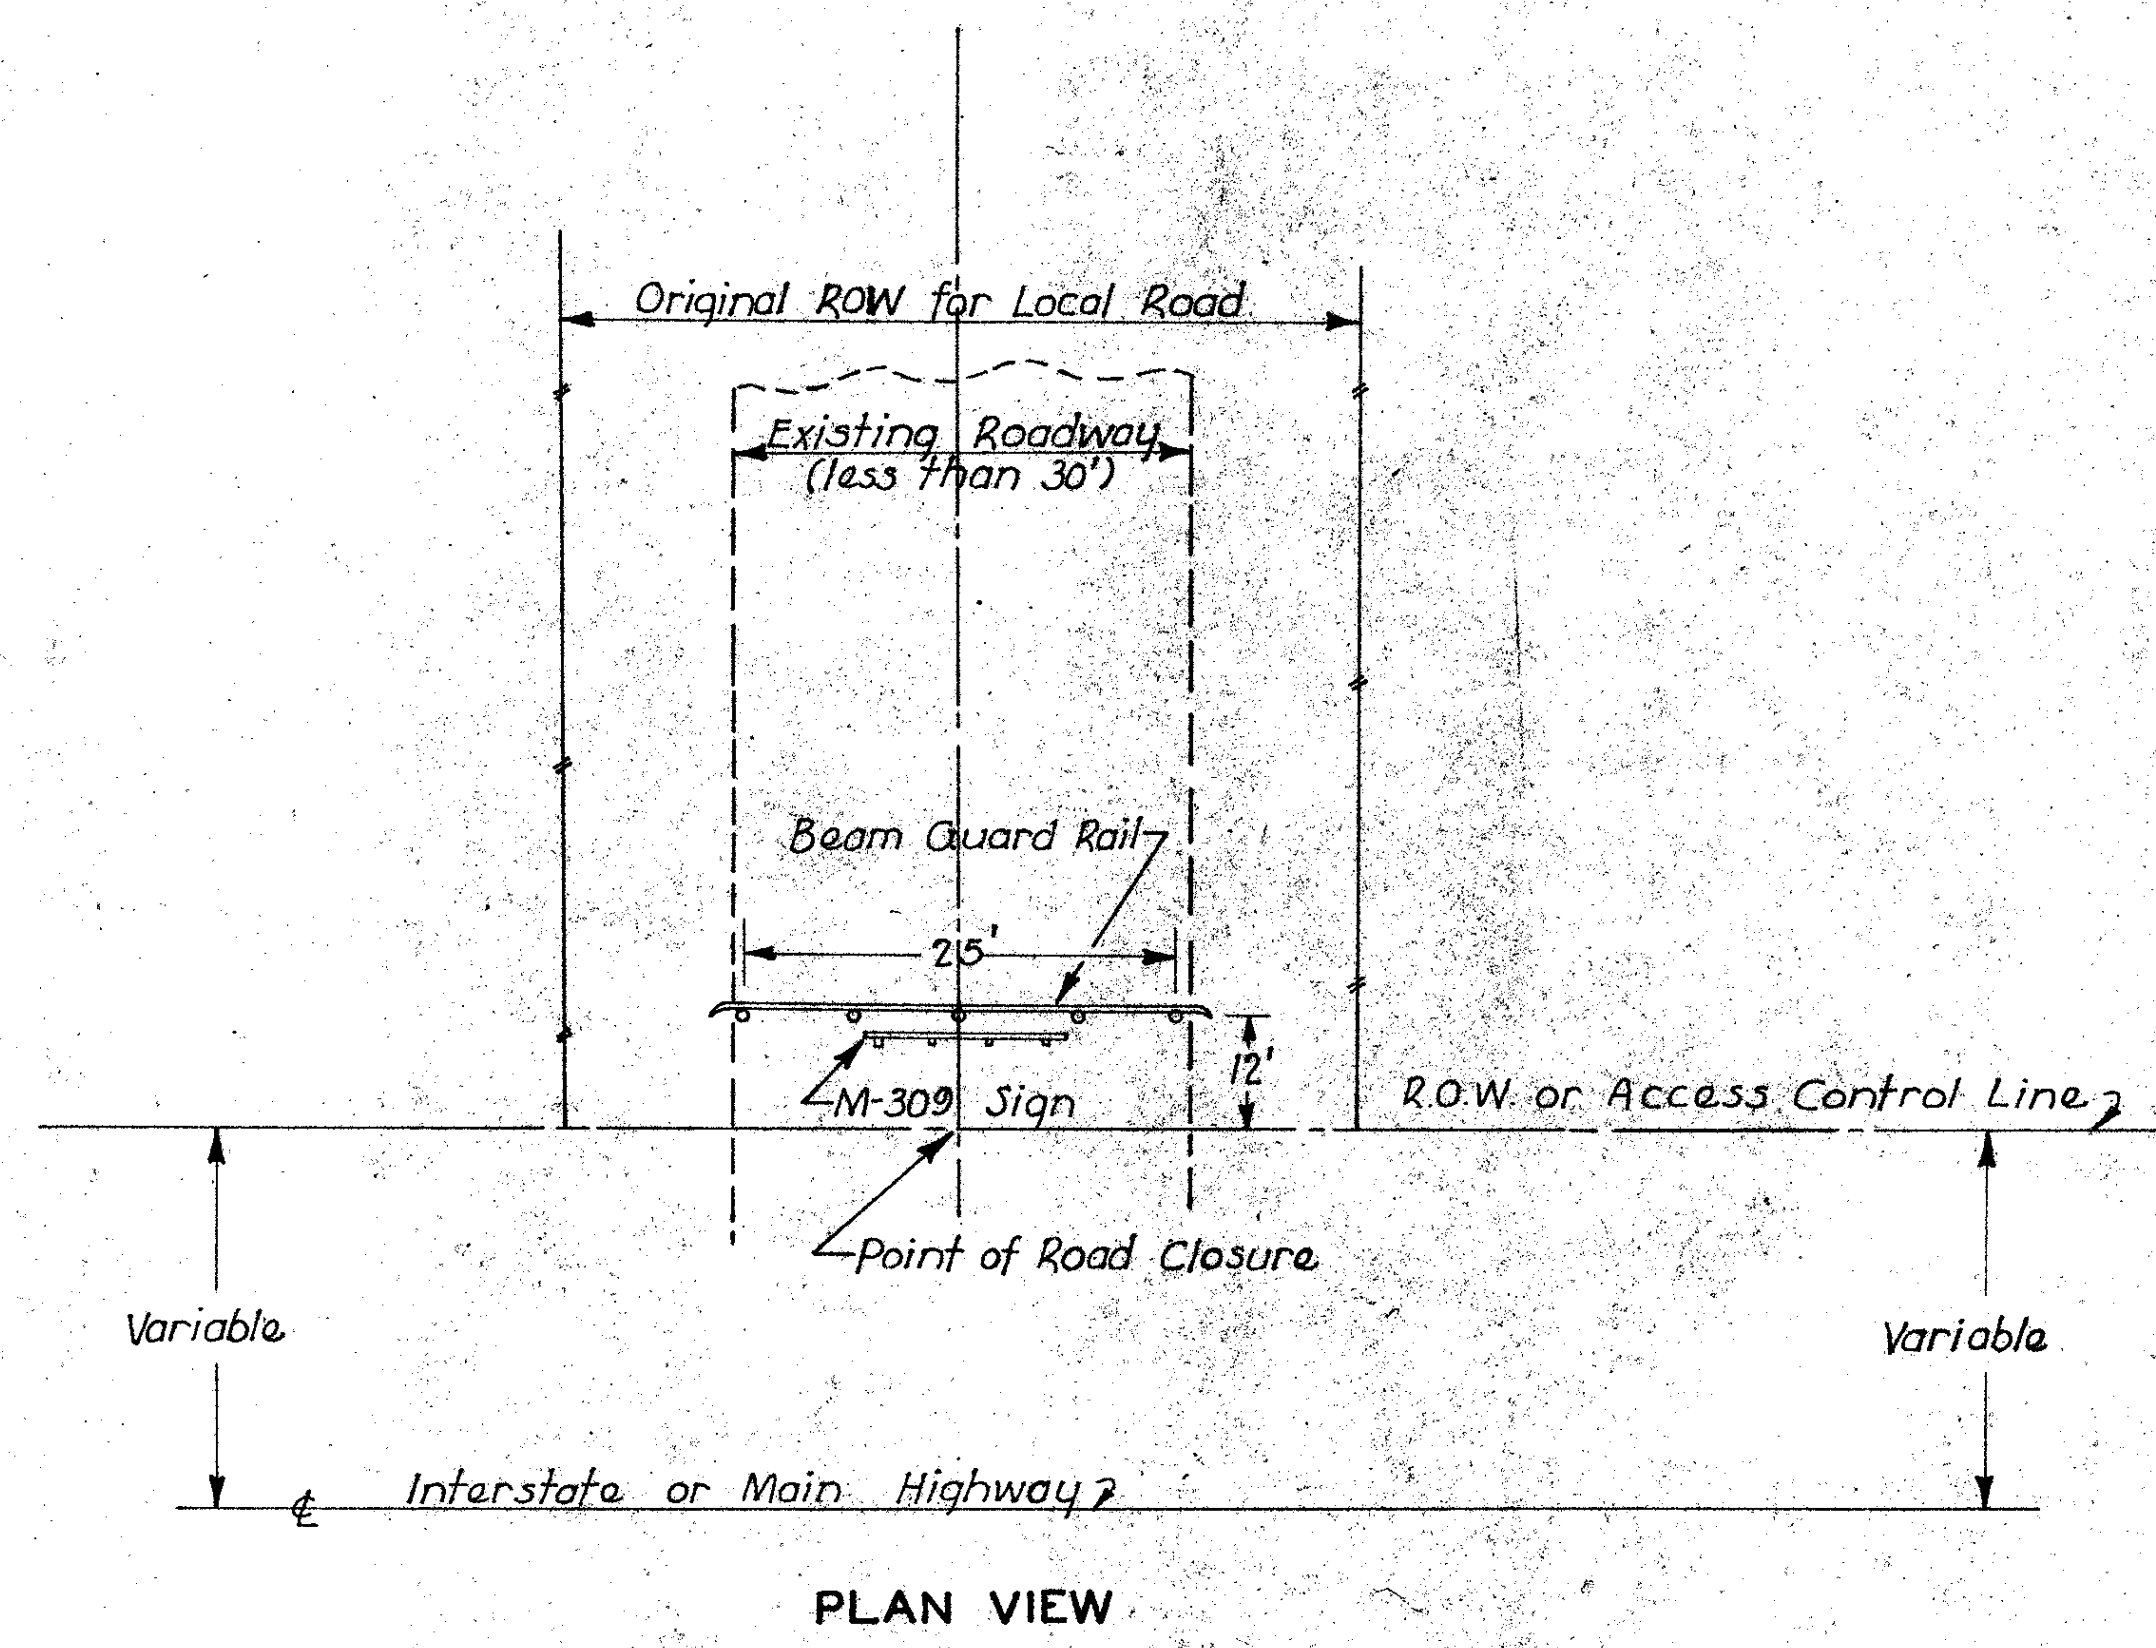 Original ROW for Local Road
Existing Roadway
(less than 30')
Beam Guard Rail
25'
12'
M-309 Sign
R.O.W. or Access Control Line
Point of Road Closure
Variable
Variable
℄ Interstate or Main Highway
PLAN VIEW